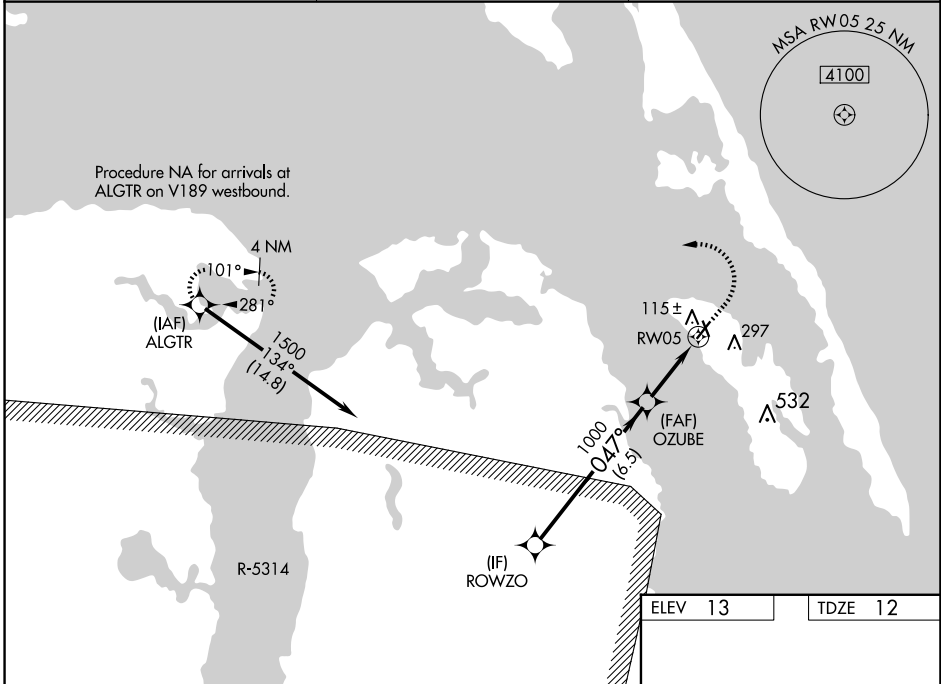 MSA RW05 25 NM
4100
Procedure NA for arrivals at
ALGTR on V189 westbound.
4 NM
101°
281°
(IAF)
ALGTR
1500
134°
(14.8)
115±
RW05
297
532
(FAF)
OZUBE
1000
047°
(6.5)
(IF)
ROWZO
R-5314
ELEV 13
TDZE 12